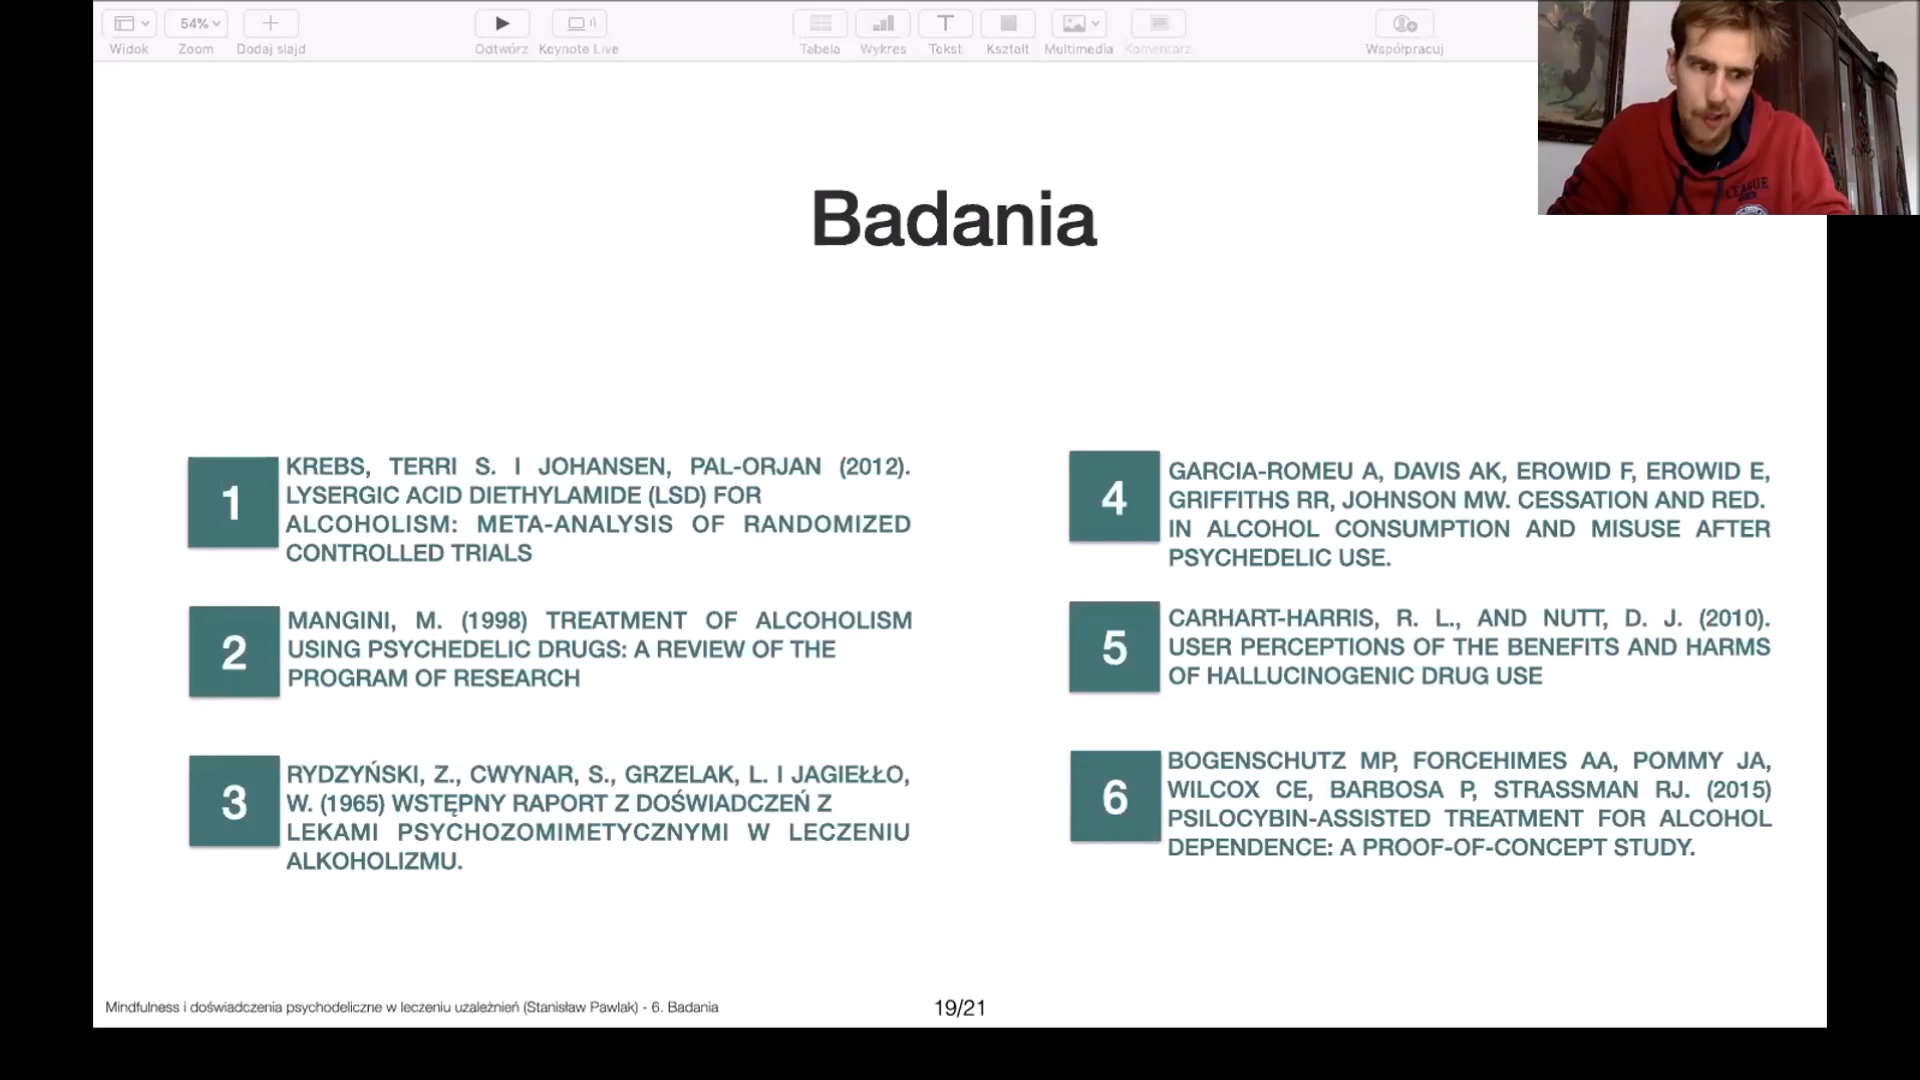 Widok
54%
Zoom
Dodaj slajd
Odtwórz
Keynote Live
Tabela
Wykres
Tekst
Kształt
Multimedia
Komentarz
Współpracuj
LEAGUE
Badania
1
KREBS, TERRI S. I JOHANSEN, PAL-ORJAN (2012).
LYSERGIC ACID DIETHYLAMIDE (LSD) FOR
ALCOHOLISM: META-ANALYSIS OF RANDOMIZED
CONTROLLED TRIALS
2
MANGINI, M. (1998) TREATMENT OF ALCOHOLISM
USING PSYCHEDELIC DRUGS: A REVIEW OF THE
PROGRAM OF RESEARCH
3
RYDZYŃSKI, Z., CWYNAR, S., GRZELAK, L. I JAGIEŁŁO,
W. (1965) WSTĘPNY RAPORT Z DOŚWIADCZEŃ Z
LEKAMI PSYCHOZOMIMETYCZNYMI W LECZENIU
ALKOHOLIZMU.
4
GARCIA-ROMEU A, DAVIS AK, EROWID F, EROWID E,
GRIFFITHS RR, JOHNSON MW. CESSATION AND RED.
IN ALCOHOL CONSUMPTION AND MISUSE AFTER
PSYCHEDELIC USE.
5
CARHART-HARRIS, R. L., AND NUTT, D. J. (2010).
USER PERCEPTIONS OF THE BENEFITS AND HARMS
OF HALLUCINOGENIC DRUG USE
6
BOGENSCHUTZ MP, FORCEHIMES AA, POMMY JA,
WILCOX CE, BARBOSA P, STRASSMAN RJ. (2015)
PSILOCYBIN-ASSISTED TREATMENT FOR ALCOHOL
DEPENDENCE: A PROOF-OF-CONCEPT STUDY.
Mindfulness i doświadczenia psychodeliczne w leczeniu uzależnień (Stanisław Pawlak) - 6. Badania
19/21